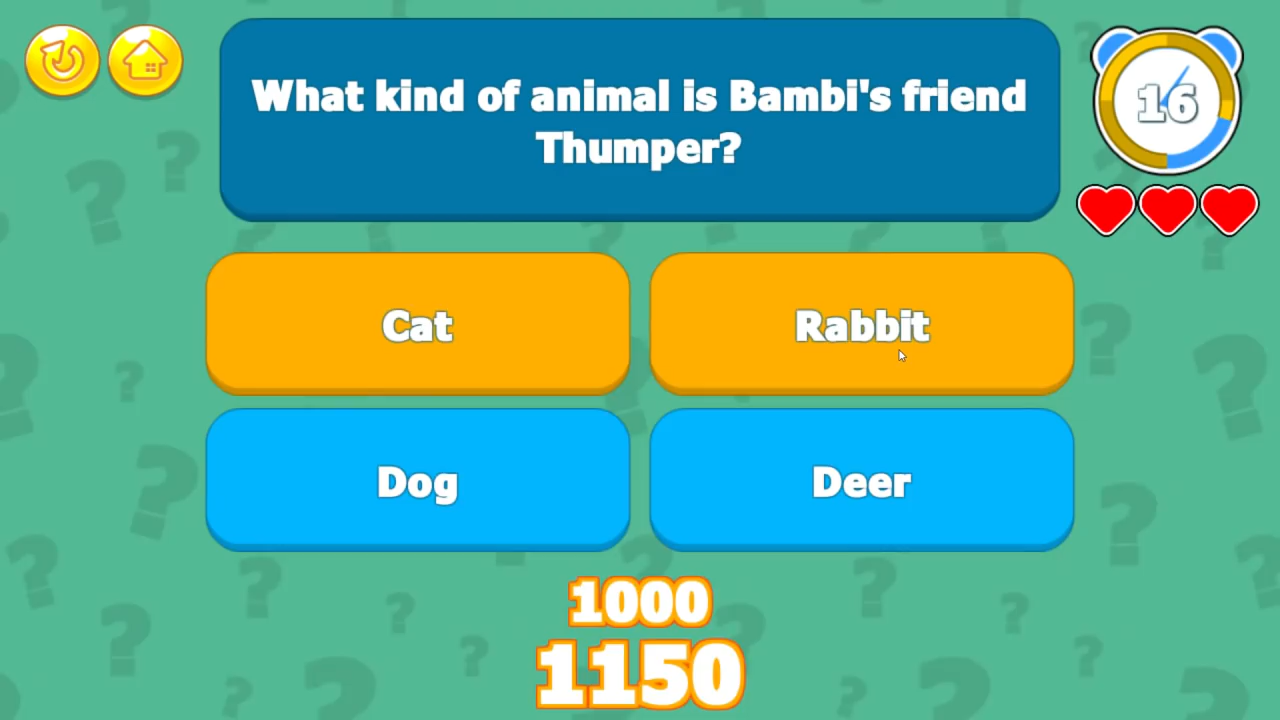 What kind of animal is Bambi's friend
Thumper?
16
Cat
Rabbit
Dog
Deer
1000
1150